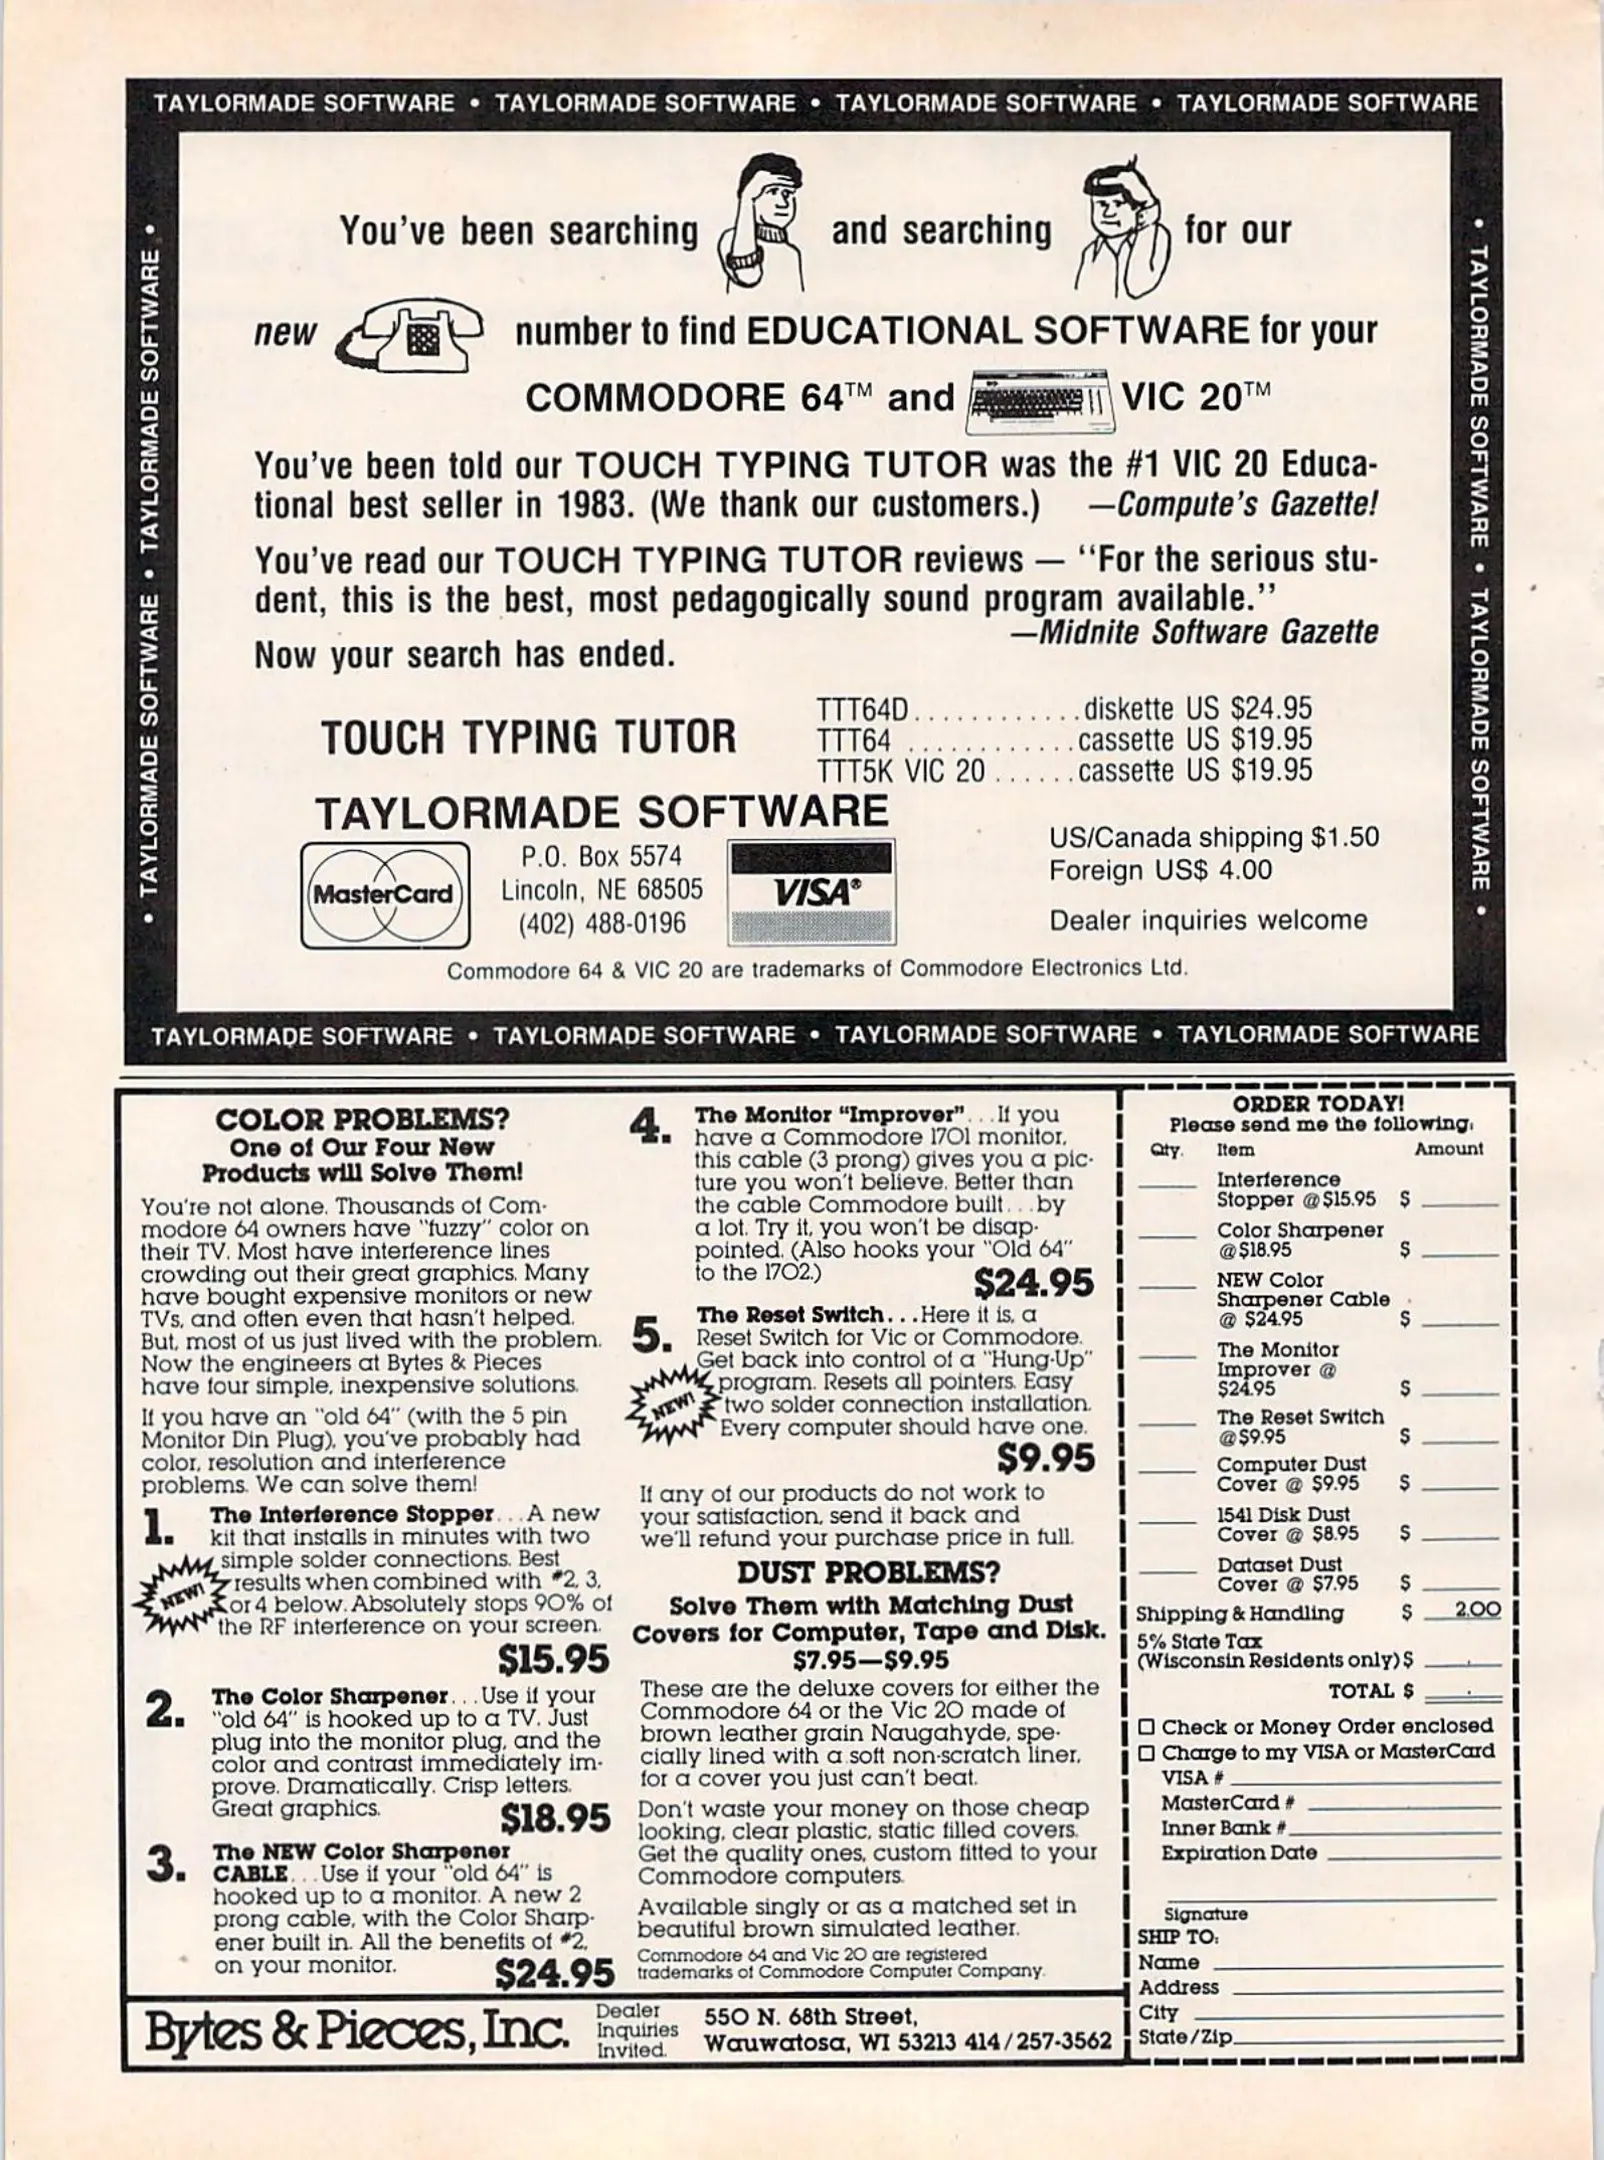 TAYLORMADE SOFTWARE • TAYLORMADE SOFTWARE • TAYLORMADE SOFTWARE • TAYLORMADE SOFTWARE
• TAYLORMADE SOFTWARE • TAYLORMADE SOFTWARE •
• TAYLORMADE SOFTWARE • TAYLORMADE SOFTWARE •
You've been searching and searching for our
new number to find EDUCATIONAL SOFTWARE for your
COMMODORE 64™ and VIC 20™
You've been told our TOUCH TYPING TUTOR was the #1 VIC 20 Educa-
tional best seller in 1983. (We thank our customers.) —Compute's Gazette!
You've read our TOUCH TYPING TUTOR reviews — "For the serious stu-
dent, this is the best, most pedagogically sound program available."
—Midnite Software Gazette
Now your search has ended.
TOUCH TYPING TUTOR
TTT64D............diskette US $24.95
TTT64 ............cassette US $19.95
TTT5K VIC 20......cassette US $19.95
TAYLORMADE SOFTWARE
MasterCard
P.O. Box 5574
Lincoln, NE 68505
(402) 488-0196
VISA®
US/Canada shipping $1.50
Foreign US$ 4.00
Dealer inquiries welcome
Commodore 64 & VIC 20 are trademarks of Commodore Electronics Ltd.
TAYLORMADE SOFTWARE • TAYLORMADE SOFTWARE • TAYLORMADE SOFTWARE • TAYLORMADE SOFTWARE
COLOR PROBLEMS?
One of Our Four New
Products will Solve Them!
You're not alone. Thousands of Com-
modore 64 owners have "fuzzy" color on
their TV. Most have interference lines
crowding out their great graphics. Many
have bought expensive monitors or new
TVs, and often even that hasn't helped.
But, most of us just lived with the problem.
Now the engineers at Bytes & Pieces
have four simple, inexpensive solutions.
If you have an "old 64" (with the 5 pin
Monitor Din Plug), you've probably had
color, resolution and interference
problems. We can solve them!
1. The Interference Stopper...A new
kit that installs in minutes with two
simple solder connections. Best
results when combined with #2, 3,
or 4 below. Absolutely stops 90% of
the RF interference on your screen.
NEW!
$15.95
2. The Color Sharpener...Use if your
"old 64" is hooked up to a TV. Just
plug into the monitor plug, and the
color and contrast immediately im-
prove. Dramatically. Crisp letters.
Great graphics.
$18.95
3. The NEW Color Sharpener
CABLE...Use if your "old 64" is
hooked up to a monitor. A new 2
prong cable, with the Color Sharp-
ener built in. All the benefits of #2,
on your monitor.
$24.95
4. The Monitor "Improver"...If you
have a Commodore 1701 monitor,
this cable (3 prong) gives you a pic-
ture you won't believe. Better than
the cable Commodore built...by
a lot. Try it, you won't be disap-
pointed. (Also hooks your "Old 64"
to the 1702.)
$24.95
5. The Reset Switch...Here it is, a
Reset Switch for Vic or Commodore.
Get back into control of a "Hung-Up"
program. Resets all pointers. Easy
two solder connection installation.
Every computer should have one.
NEW!
$9.95
If any of our products do not work to
your satisfaction, send it back and
we'll refund your purchase price in full.
DUST PROBLEMS?
Solve Them with Matching Dust
Covers for Computer, Tape and Disk.
$7.95—$9.95
These are the deluxe covers for either the
Commodore 64 or the Vic 20 made of
brown leather grain Naugahyde, spe-
cially lined with a soft non-scratch liner,
for a cover you just can't beat.
Don't waste your money on those cheap
looking, clear plastic, static filled covers.
Get the quality ones, custom fitted to your
Commodore computers.
Available singly or as a matched set in
beautiful brown simulated leather.
Commodore 64 and Vic 20 are registered
trademarks of Commodore Computer Company.
Bytes & Pieces, Inc.
Dealer
Inquiries
Invited.
550 N. 68th Street,
Wauwatosa, WI 53213 414/257-3562
ORDER TODAY!
Please send me the following:
Qty. Item Amount
Interference
Stopper @ $15.95 $
Color Sharpener
@ $18.95 $
NEW Color
Sharpener Cable
@ $24.95 $
The Monitor
Improver @
$24.95 $
The Reset Switch
@ $9.95 $
Computer Dust
Cover @ $9.95 $
1541 Disk Dust
Cover @ $8.95 $
Dataset Dust
Cover @ $7.95 $
Shipping & Handling $ 2.00
5% State Tax
(Wisconsin Residents only) $ .
TOTAL $ .
☐ Check or Money Order enclosed
☐ Charge to my VISA or MasterCard
VISA #
MasterCard #
Inner Bank #
Expiration Date
Signature
SHIP TO:
Name
Address
City
State/Zip